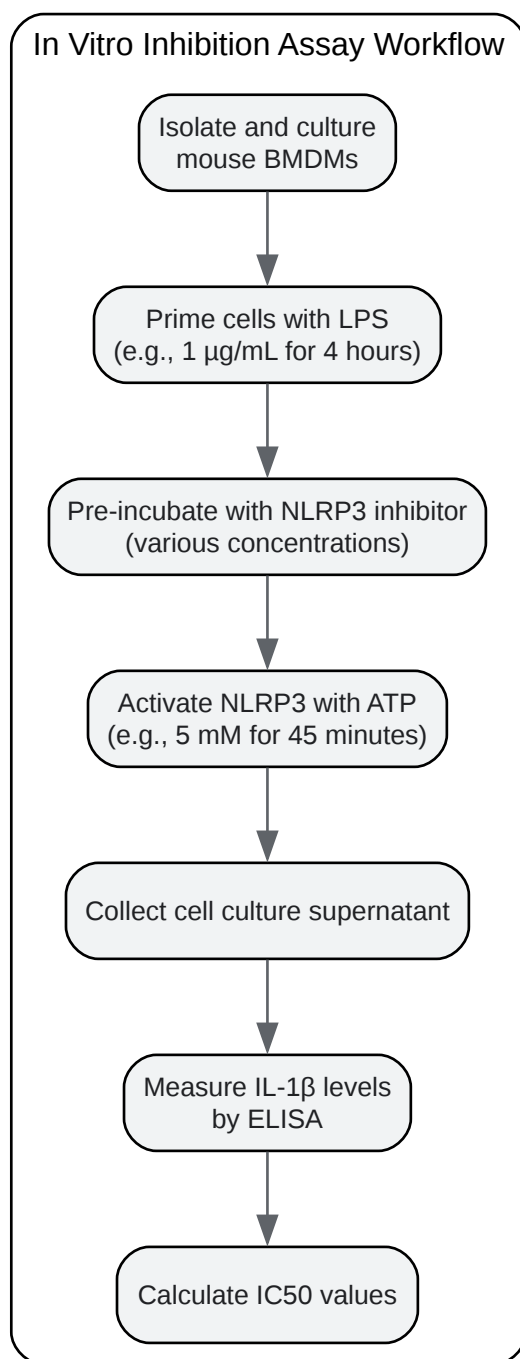 In Vitro Inhibition Assay Workflow
Isolate and culture
mouse BMDMs
Prime cells with LPS
(e.g., 1 µg/mL for 4 hours)
Pre-incubate with NLRP3 inhibitor
(various concentrations)
Activate NLRP3 with ATP
(e.g., 5 mM for 45 minutes)
Collect cell culture supernatant
Measure IL-1β levels
by ELISA
Calculate IC50 values